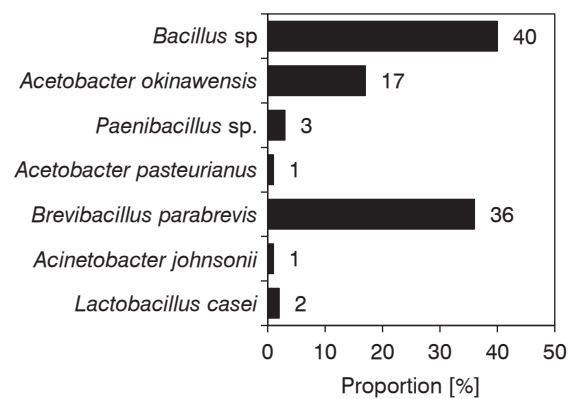 Bacillus sp 40
Acetobacter okinawensis 17
Paenibacillus sp. 3
Acetobacter pasteurianus 1
Brevibacillus parabrevis 36
Acinetobacter johnsonii 1
Lactobacillus casei 2
0 10 20 30 40 50
Proportion [%]